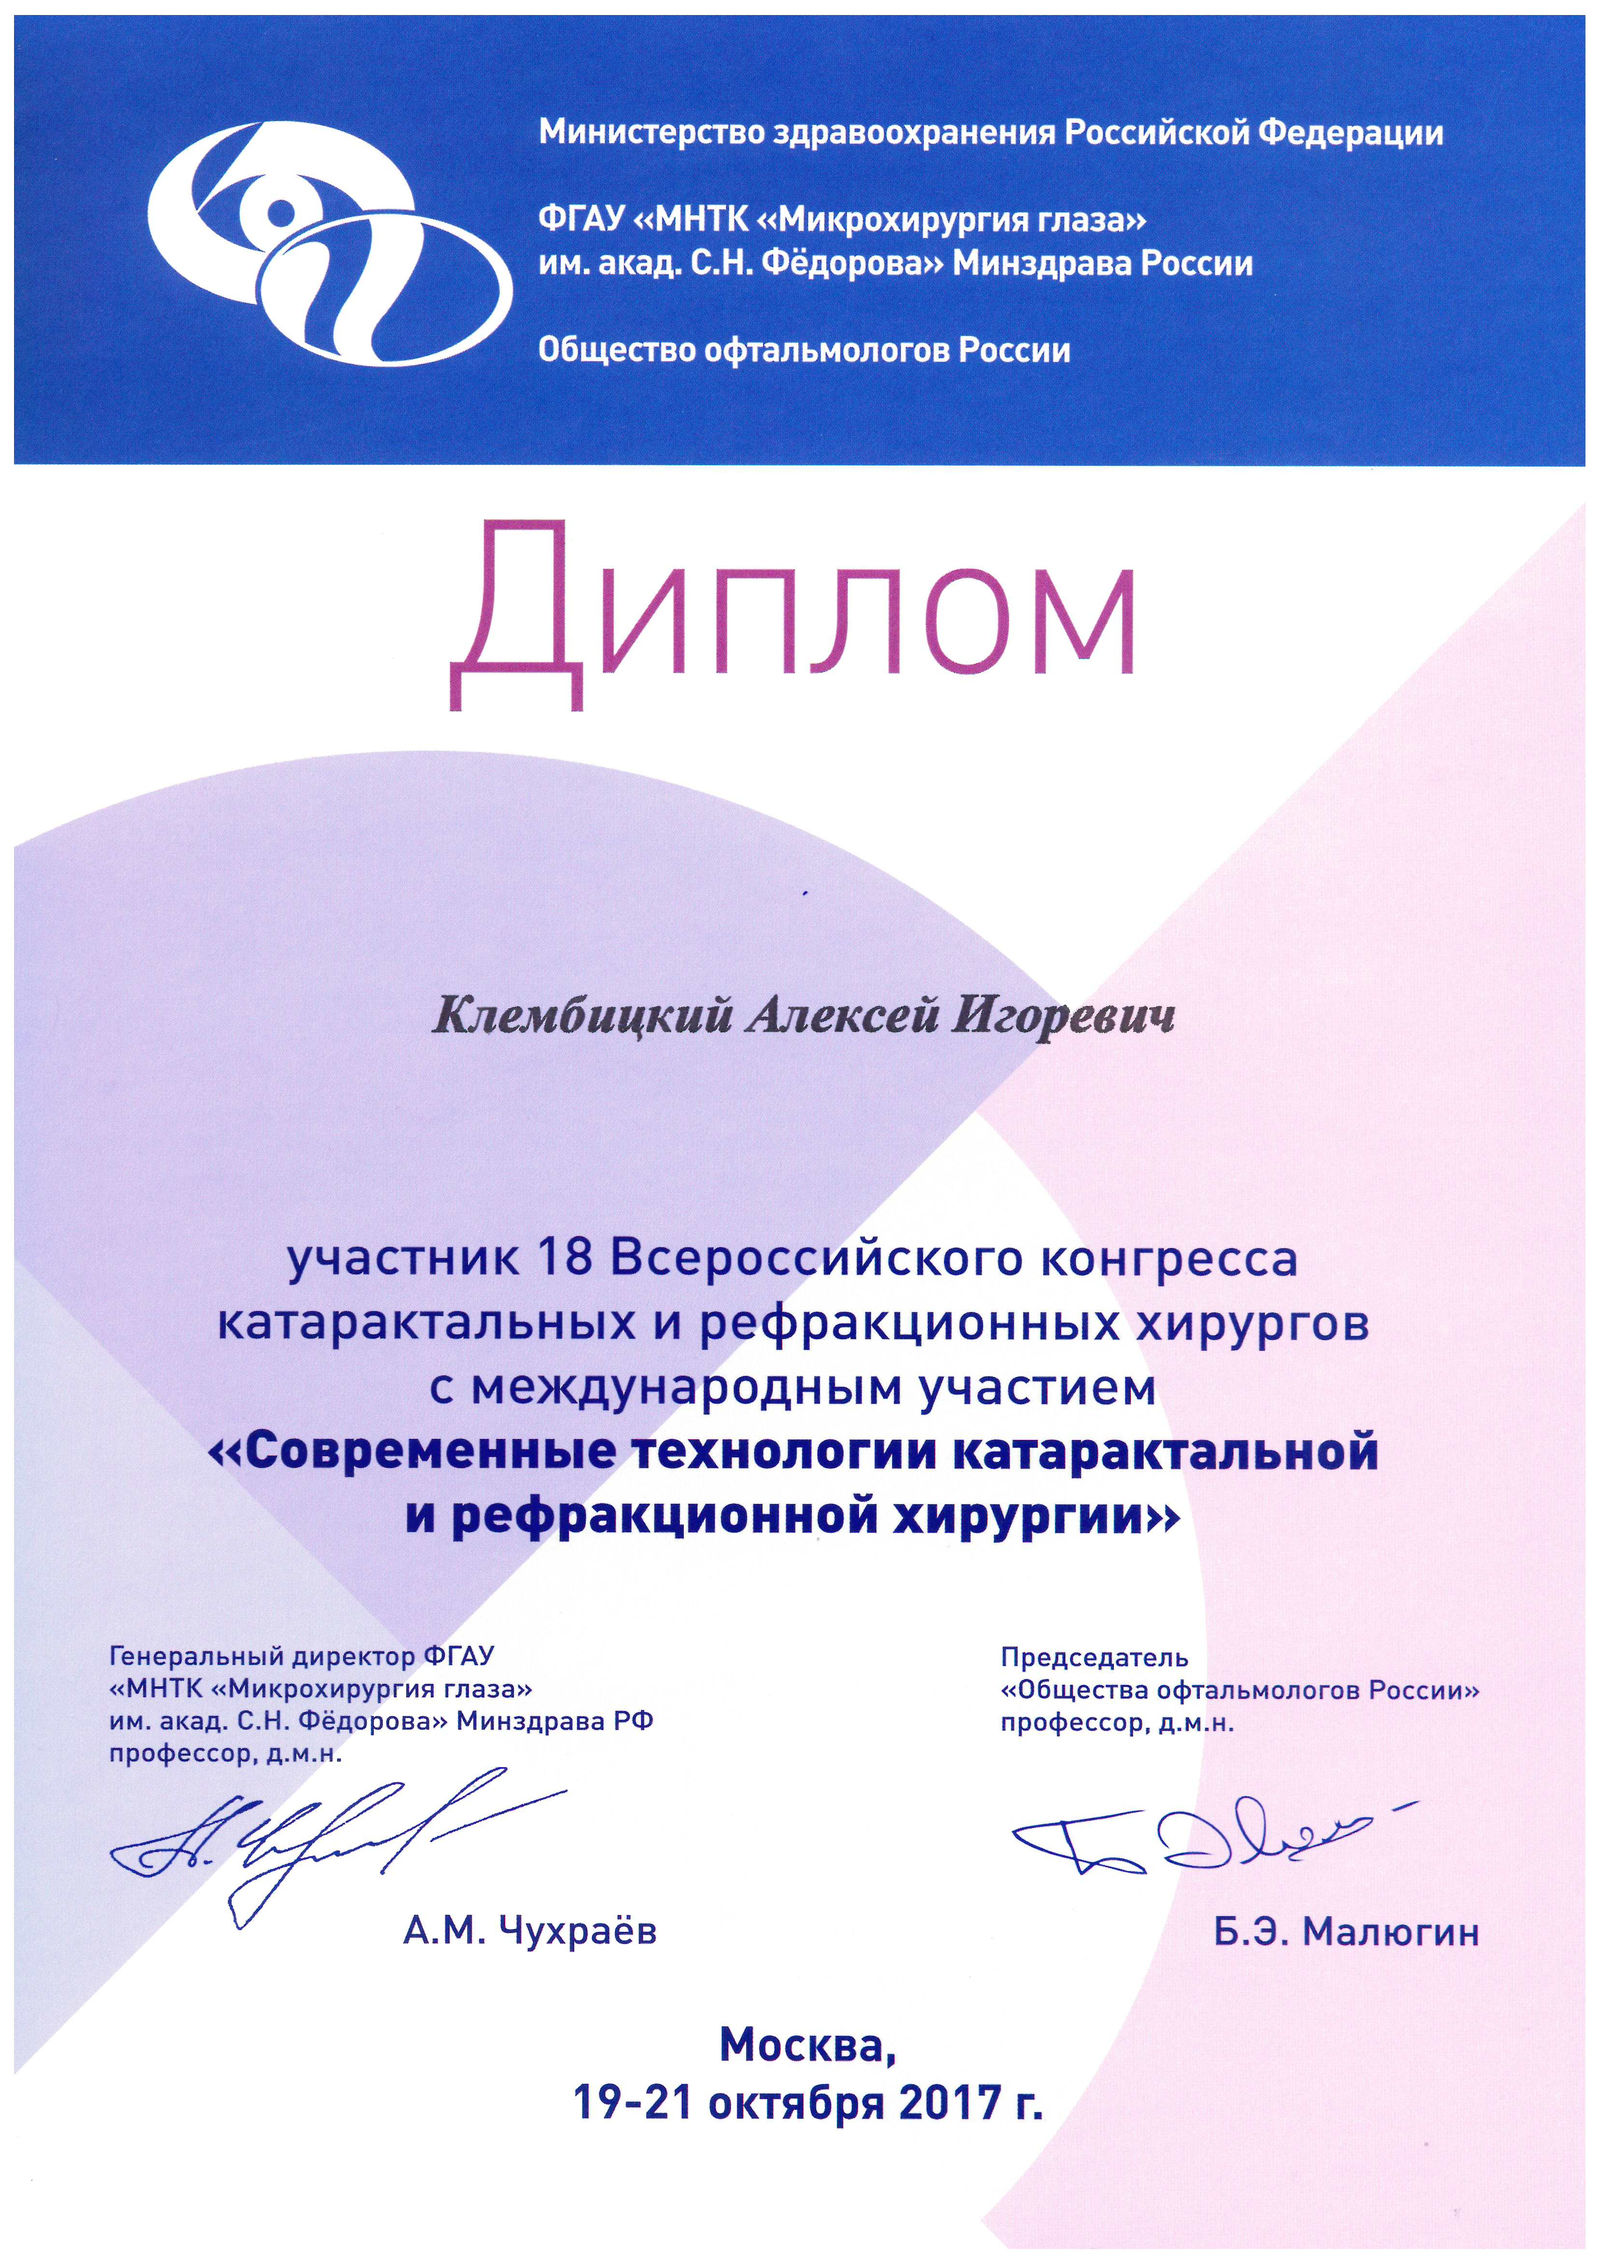 Министерство здравоохранения Российской Федерации
ФГАУ «МНТК «Микрохирургия глаза»
им. акад. С.Н. Фёдорова» Минздрава России
Общество офтальмологов России
Диплом
Клембицкий Алексей Игоревич
участник 18 Всероссийского конгресса
катарактальных и рефракционных хирургов
с международным участием
«Современные технологии катарактальной
и рефракционной хирургии»
Генеральный директор ФГАУ
«МНТК «Микрохирургия глаза»
им. акад. С.Н. Фёдорова» Минздрава РФ
профессор, д.м.н.
А.М. Чухраёв
Председатель
«Общества офтальмологов России»
профессор, д.м.н.
Б.Э. Малюгин
Москва,
19-21 октября 2017 г.